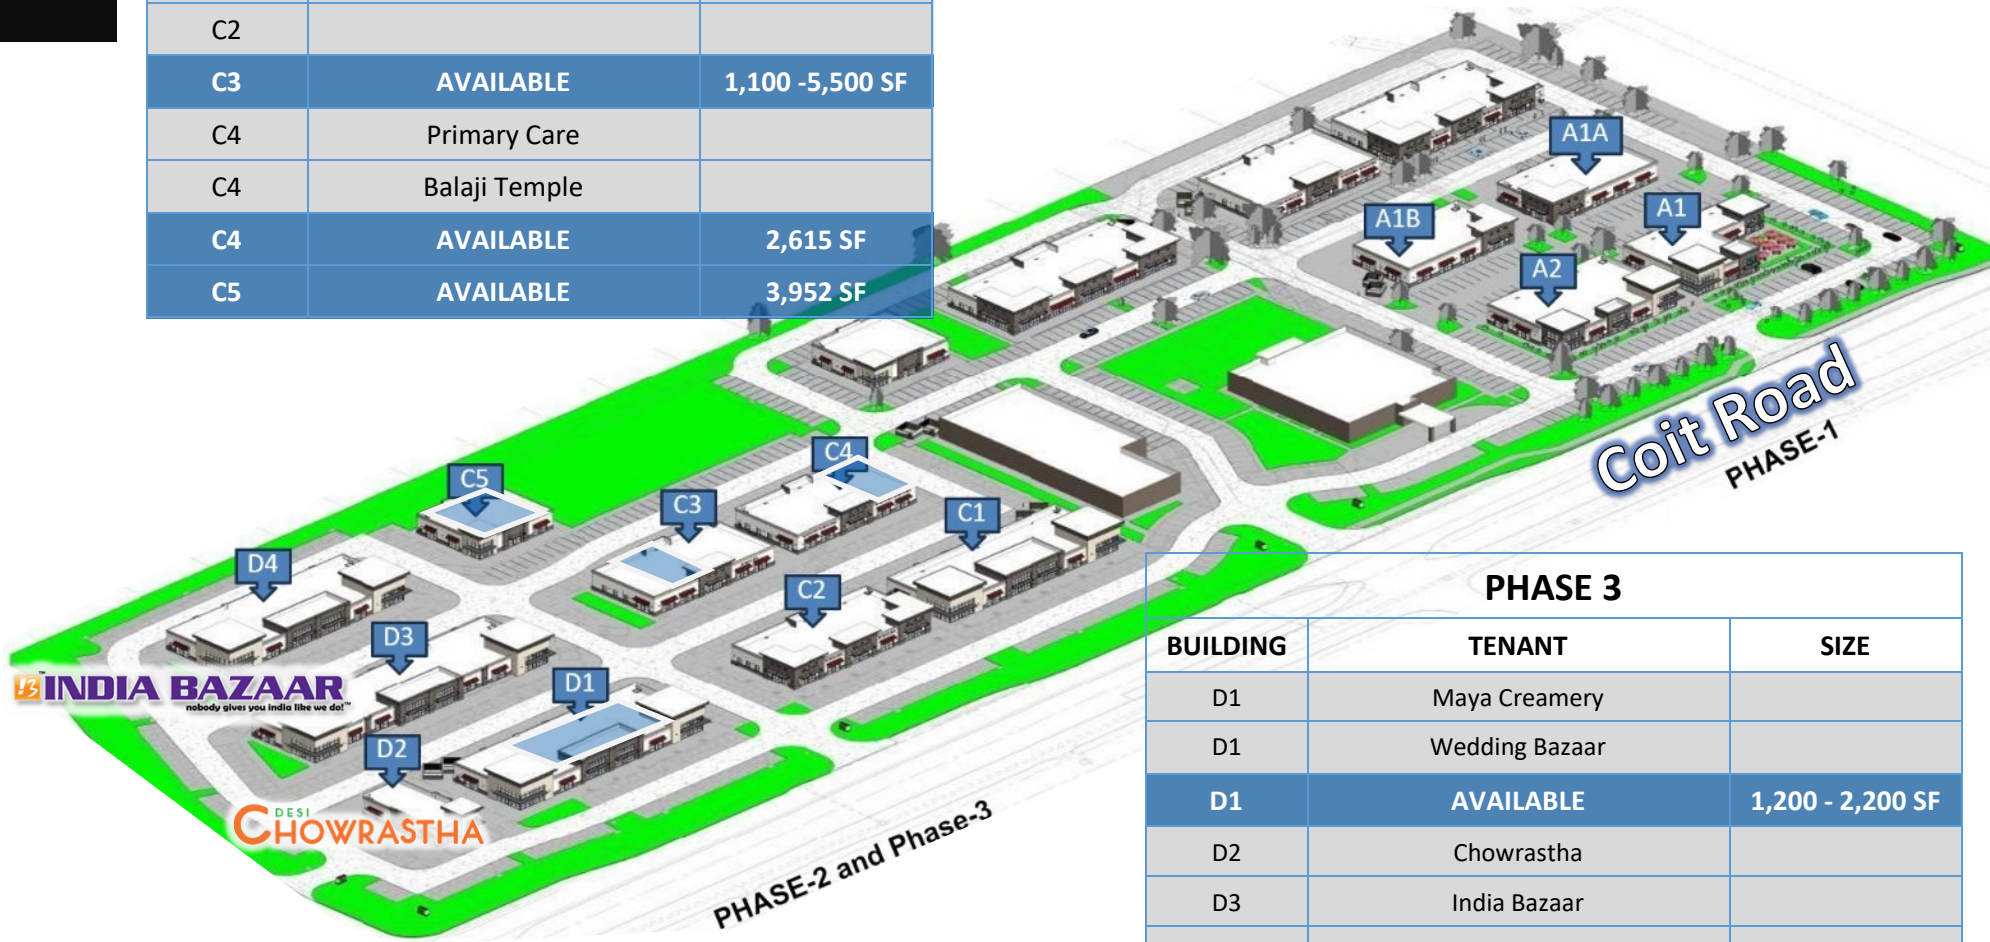 C2
C3 AVAILABLE 1,100 -5,500 SF
C4 Primary Care
C4 Balaji Temple
C4 AVAILABLE 2,615 SF
C5 AVAILABLE 3,952 SF
A1A
A1
A1B
A2
Coit Road
PHASE-1
C4
C5
C3
C1
D4
C2
D3
D1
D2
INDIA BAZAAR
nobody gives you india like we do!™
DESI
CHOWRASTHA
PHASE-2 and Phase-3
PHASE 3
BUILDING TENANT SIZE
D1 Maya Creamery
D1 Wedding Bazaar
D1 AVAILABLE 1,200 - 2,200 SF
D2 Chowrastha
D3 India Bazaar